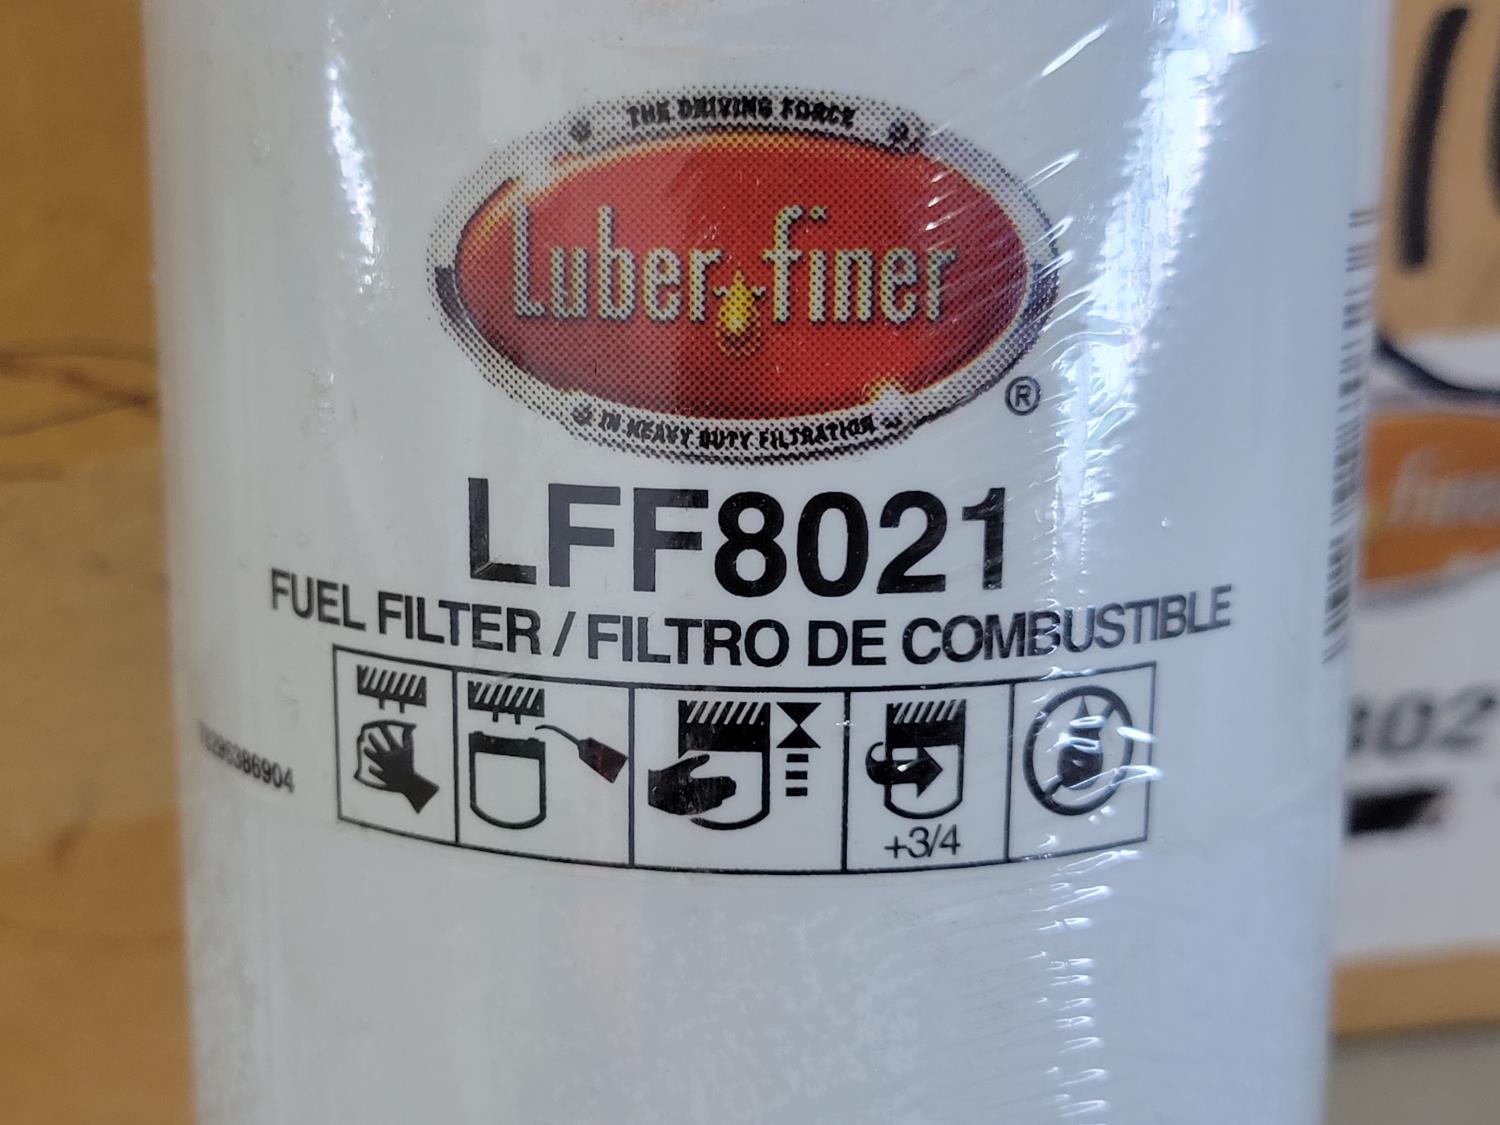 THE DRIVING FORCE
Luber-finer
®
IN HEAVY DUTY FILTRATION
LFF8021
FUEL FILTER / FILTRO DE COMBUSTIBLE
+3/4